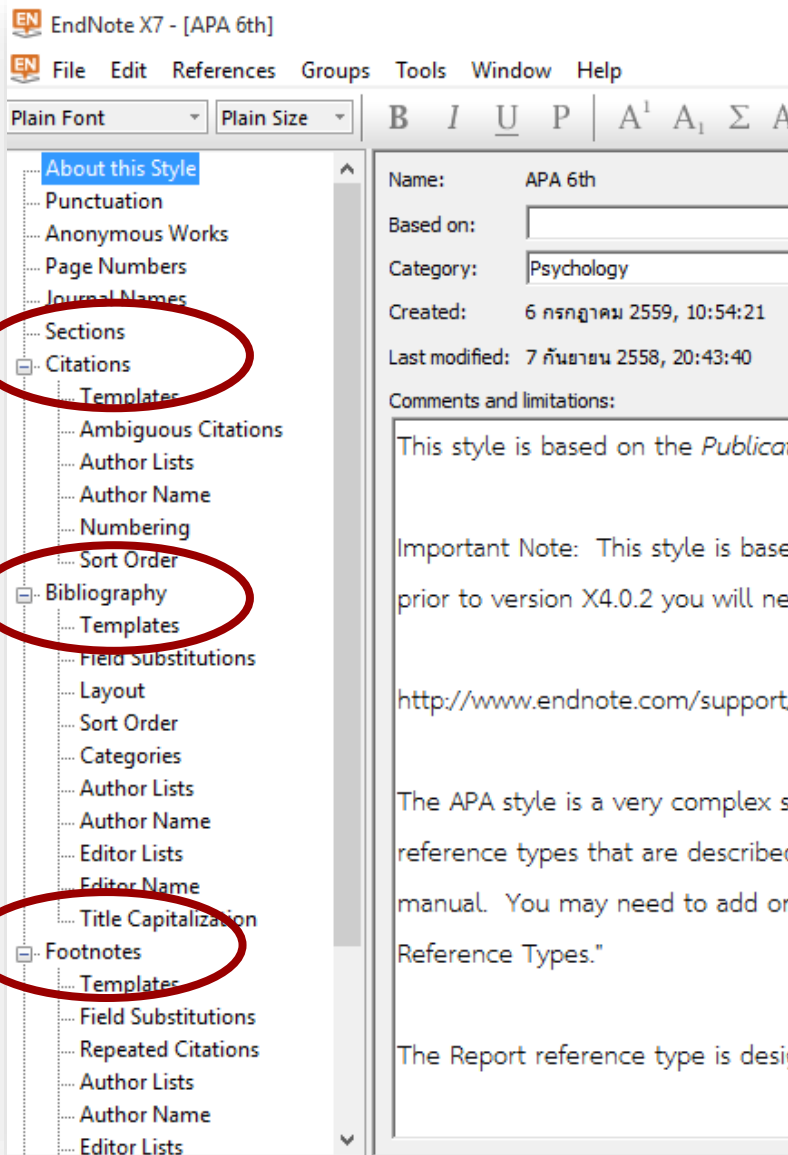 EndNote X7 - [APA 6th]
File Edit References Groups Tools Window Help
Plain Font Plain Size B I U P A¹ A₁ Σ
About this Style
Punctuation
Anonymous Works
Page Numbers
Journal Names
Sections
Citations
Templates
Ambiguous Citations
Author Lists
Author Name
Numbering
Sort Order
Bibliography
Templates
Field Substitutions
Layout
Sort Order
Categories
Author Lists
Author Name
Editor Lists
Editor Name
Title Capitalization
Footnotes
Templates
Field Substitutions
Repeated Citations
Author Lists
Author Name
Editor Lists
Name: APA 6th
Based on:
Category: Psychology
Created: 6 กรกฎาคม 2559, 10:54:21
Last modified: 7 กันยายน 2558, 20:43:40
Comments and limitations:
This style is based on the Publica
Important Note: This style is base
prior to version X4.0.2 you will ne
http://www.endnote.com/support
The APA style is a very complex s
reference types that are described
manual. You may need to add or
Reference Types."
The Report reference type is desi